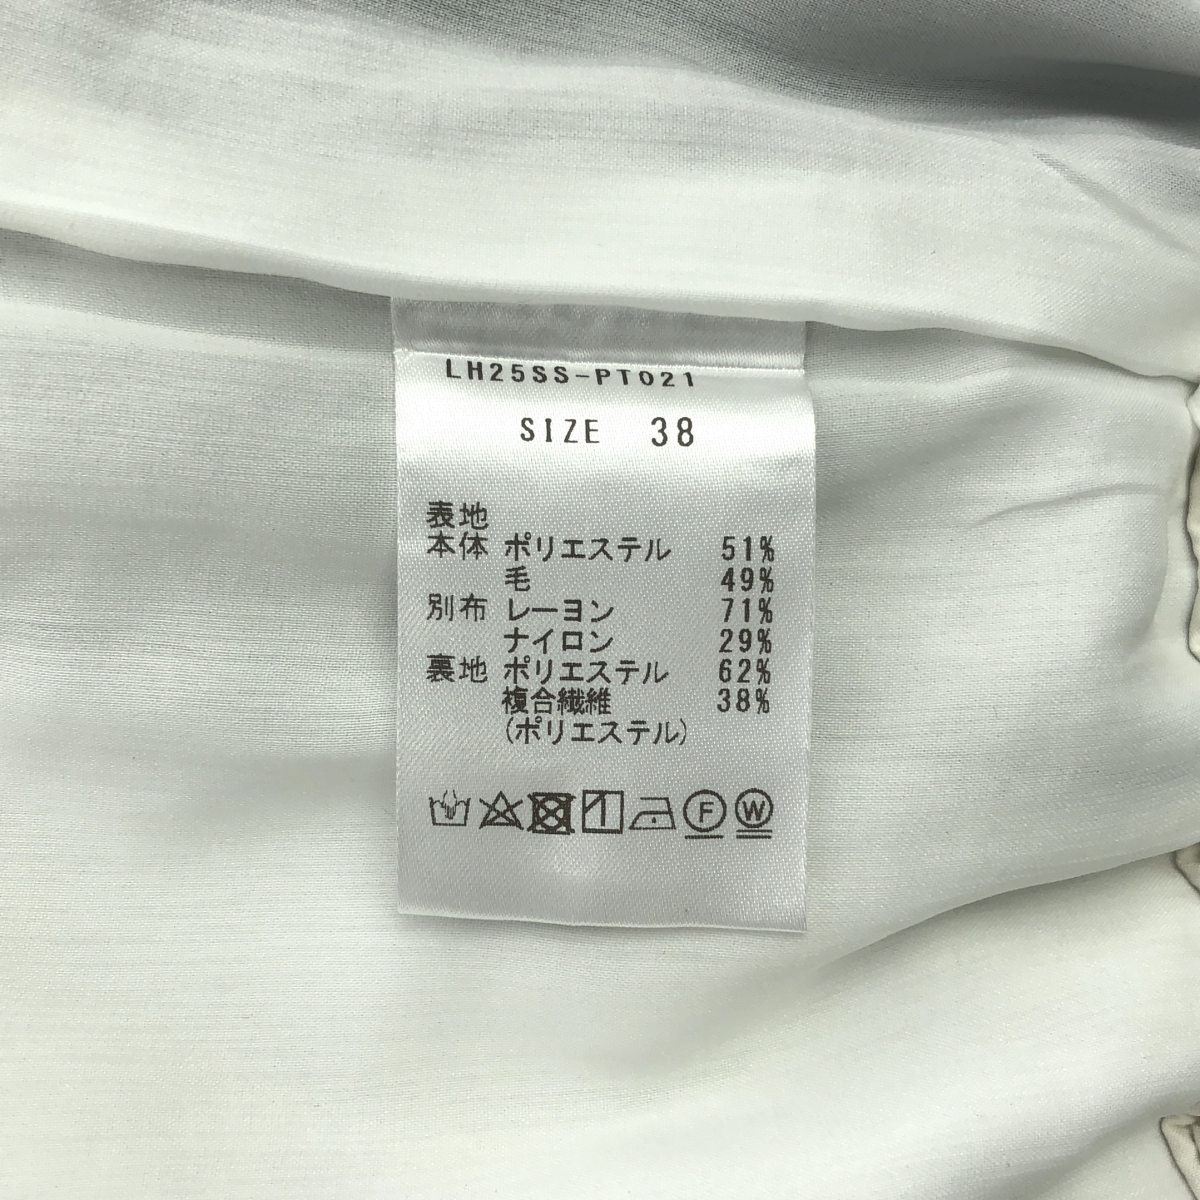 LH25SS-PT021
SIZE 38
表地
本体 ポリエステル 51%
毛 49%
別布 レーヨン 71%
ナイロン 29%
裏地 ポリエステル 62%
複合繊維 38%
(ポリエステル)
F W